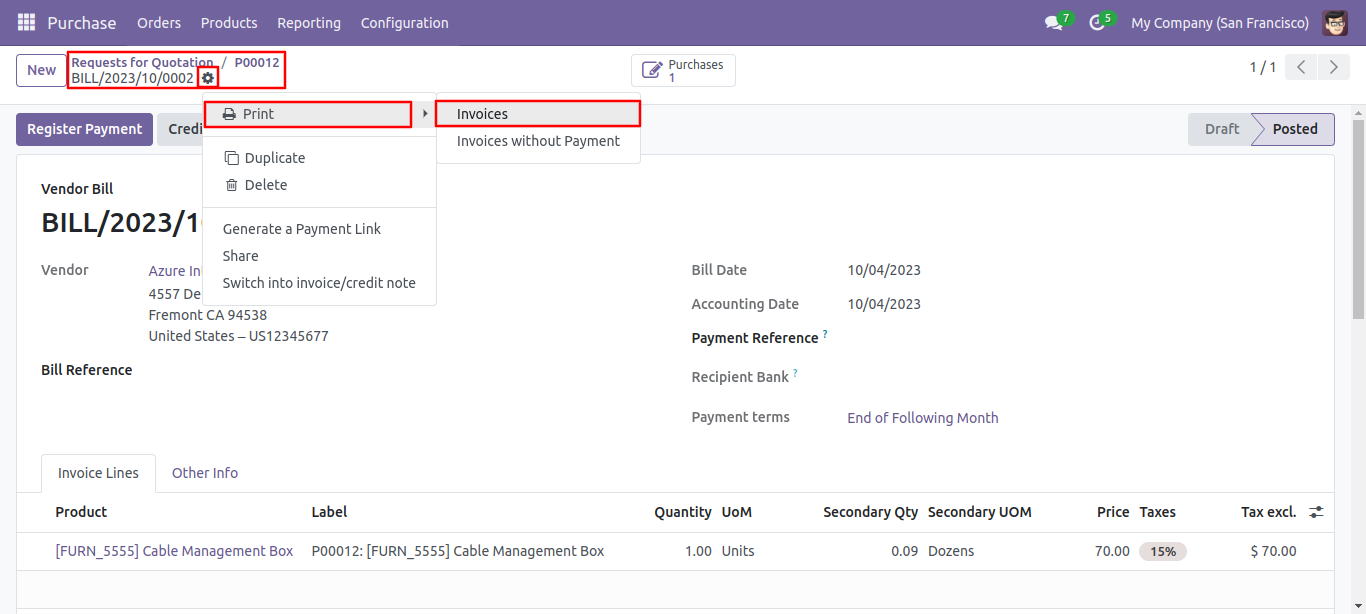 Purchase Orders Products Reporting Configuration 7 5 My Company (San Francisco)
New Requests for Quotation / P00012 Purchases 1 / 1
BILL/2023/10/0002 1
Print Invoices
Register Payment Credi Draft Posted
Invoices without Payment
Duplicate
Delete
Vendor Bill
BILL/2023/1
Generate a Payment Link
Share
Switch into invoice/credit note
Vendor Azure In Bill Date 10/04/2023
4557 De
Accounting Date 10/04/2023
Fremont CA 94538
United States – US12345677 Payment Reference ?
Bill Reference Recipient Bank ?
Payment terms End of Following Month
Invoice Lines Other Info
Product Label Quantity UoM Secondary Qty Secondary UOM Price Taxes Tax excl.
[FURN_5555] Cable Management Box P00012: [FURN_5555] Cable Management Box 1.00 Units 0.09 Dozens 70.00 15% $ 70.00